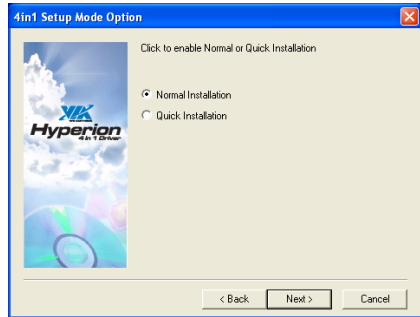 4in1 Setup Mode Option
Click to enable Normal or Quick Installation
Normal Installation
Quick Installation
VIA
Hyperion
4 in 1 Driver
< Back
Next >
Cancel